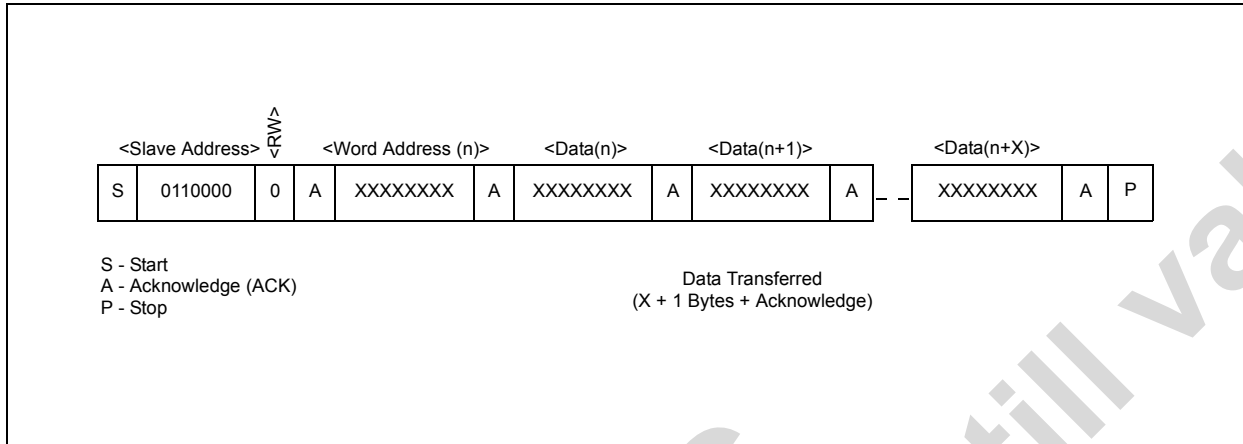 <Slave Address> <RW> <Word Address (n)> <Data(n)> <Data(n+1)> <Data(n+X)>
S 0110000 0 A XXXXXXXX A XXXXXXXX A XXXXXXXX A XXXXXXXX A P
S - Start
A - Acknowledge (ACK)
P - Stop
Data Transferred
(X + 1 Bytes + Acknowledge)
till